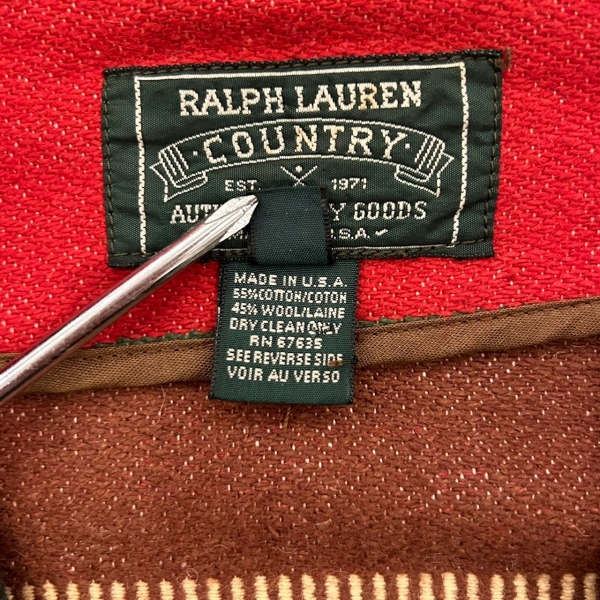 RALPH LAUREN
COUNTRY
EST. 1971
GOODS
U.S.A.
MADE IN U.S.A.
55%COTTON/COTON
45% WOOL/LAINE
DRY CLEAN ONLY
RN 67635
SEE REVERSE SIDE
VOIR AU VERSO